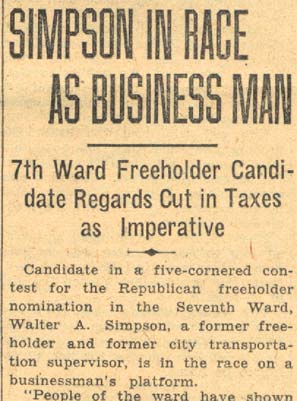 SIMPSON IN RACE
AS BUSINESS MAN
7th Ward Freeholder Candi-
date Regards Cut in Taxes
as Imperative
Candidate in a five-cornered con-
test for the Republican freeholder
nomination in the Seventh Ward,
Walter A. Simpson, a former free-
holder and former city transporta-
tion supervisor, is in the race on a
businessman's platform.
"People of the ward have shown